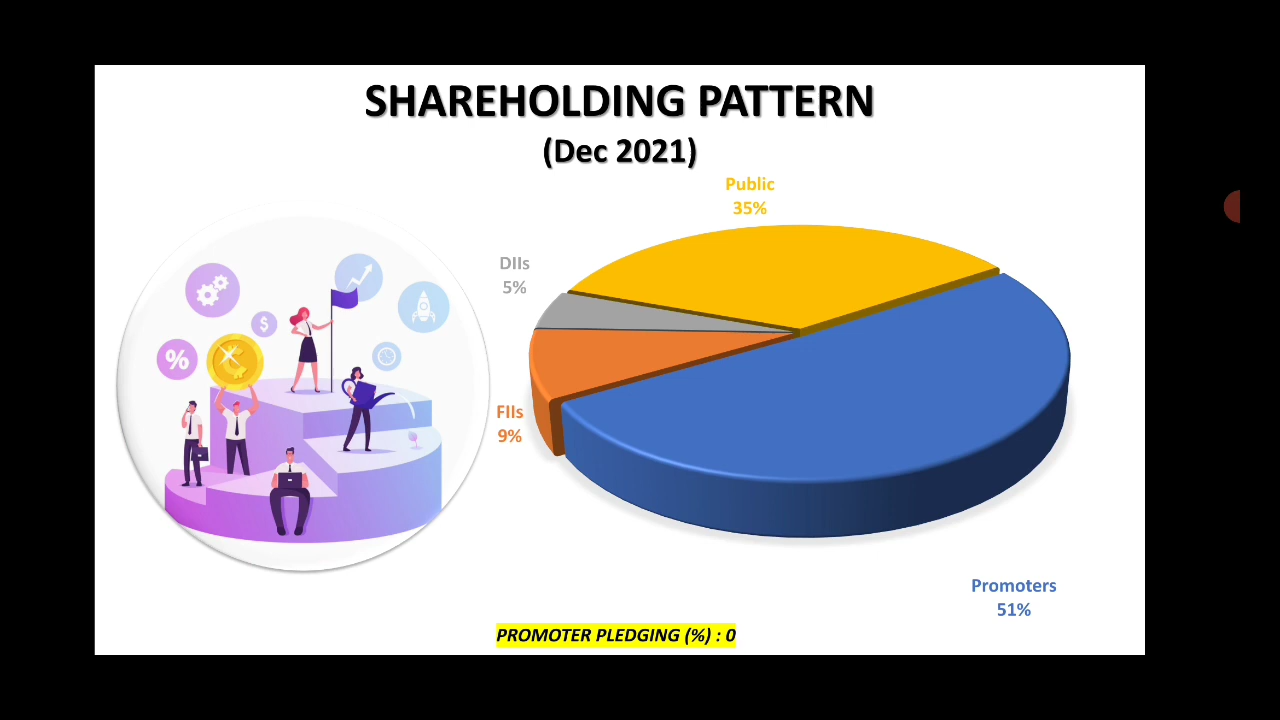 SHAREHOLDING PATTERN
(Dec 2021)
Public
35%
DIIs
5%
FIIs
9%
Promoters
51%
PROMOTER PLEDGING (%) : 0
%
$